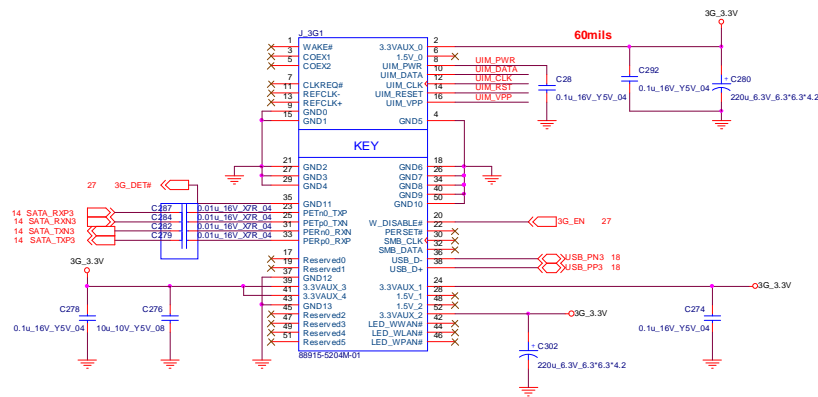 3G_3.3V
J_3G1
60mils
1 WAKE# 3.3VAUX_0 2
3 COEX1 1.5V_0 6
5 COEX2 UIM_PWR 8 UIM_PWR
UIM_DATA 10 UIM_DATA
7 CLKREQ# UIM_CLK 12 UIM_CLK
11 REFCLK- UIM_RESET 14 UIM_RST
13 REFCLK+ UIM_VPP 16 UIM_VPP
9 GND0
15 GND1 GND5 4
C28
0.1u_16V_Y5V_04
C292
0.1u_16V_Y5V_04
+ C280
220u_6.3V_6.3*6.3*4.2
KEY
21 GND2 GND6 18
27 GND3 GND7 26
29 GND4 GND8 34
GND9 40
35 GND11 GND10 50
27 3G_DET#
14 SATA_RXP3 C287 0.01u_16V_X7R_04 23 PETn0_TXP W_DISABLE# 20 3G_EN 27
14 SATA_RXN3 C284 0.01u_16V_X7R_04 25 PETp0_TXN PERSET# 22
14 SATA_TXN3 C282 0.01u_16V_X7R_04 31 PERn0_RXN SMB_CLK 30
14 SATA_TXP3 C279 0.01u_16V_X7R_04 33 PERp0_RXP SMB_DATA 32
17 Reserved0 USB_D- 36 USB_PN3 18
19 Reserved1 USB_D+ 38 USB_PP3 18
37 GND12
3G_3.3V
39 3.3VAUX_3 3.3VAUX_1 24 3G_3.3V
41 3.3VAUX_4 1.5V_1 28
43 GND13 1.5V_2 48
45 Reserved2 3.3VAUX_2 52 3G_3.3V
47 Reserved3 LED_WWAN# 42
49 Reserved4 LED_WLAN# 44
51 Reserved5 LED_WPAN# 46
88915-5204M-01
C278
0.1u_16V_Y5V_04
C276
10u_10V_Y5V_08
C274
0.1u_16V_Y5V_04
+ C302
220u_6.3V_6.3*6.3*4.2